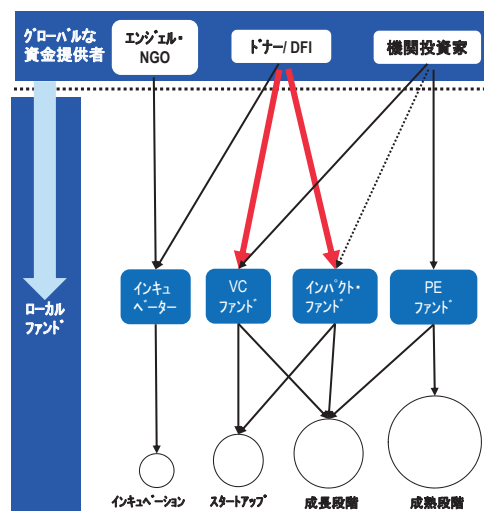 グローバルな
資金提供者
エンジェル・
NGO
ドナー/ DFI
機関投資家
ローカル
ファンド
インキュ
ベーター
VC
ファンド
インパクト・
ファンド
PE
ファンド
インキュベーション
スタートアップ
成長段階
成熟段階